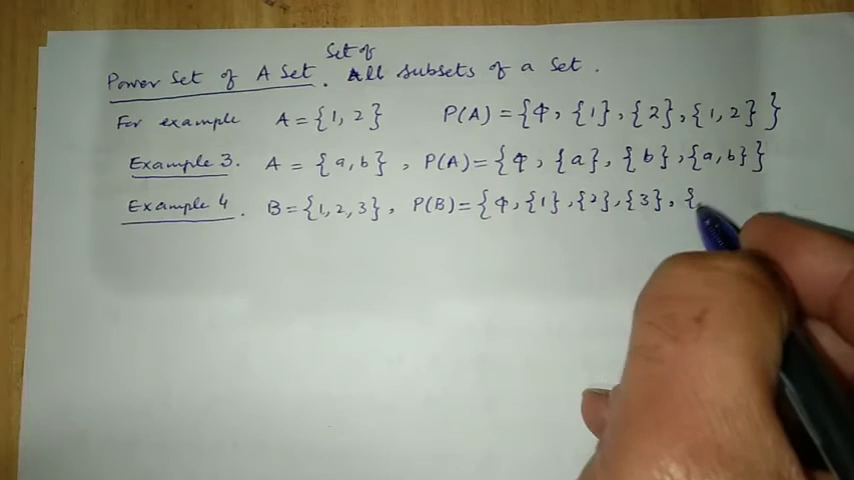 Set of
Power Set of A Set. All subsets of a Set.
For example A = {1, 2} P(A) = {ϕ, {1}, {2}, {1, 2}}
Example 3. A = {a, b}, P(A) = {ϕ, {a}, {b}, {a, b}}
Example 4. B = {1, 2, 3}, P(B) = {ϕ, {1}, {2}, {3}, {